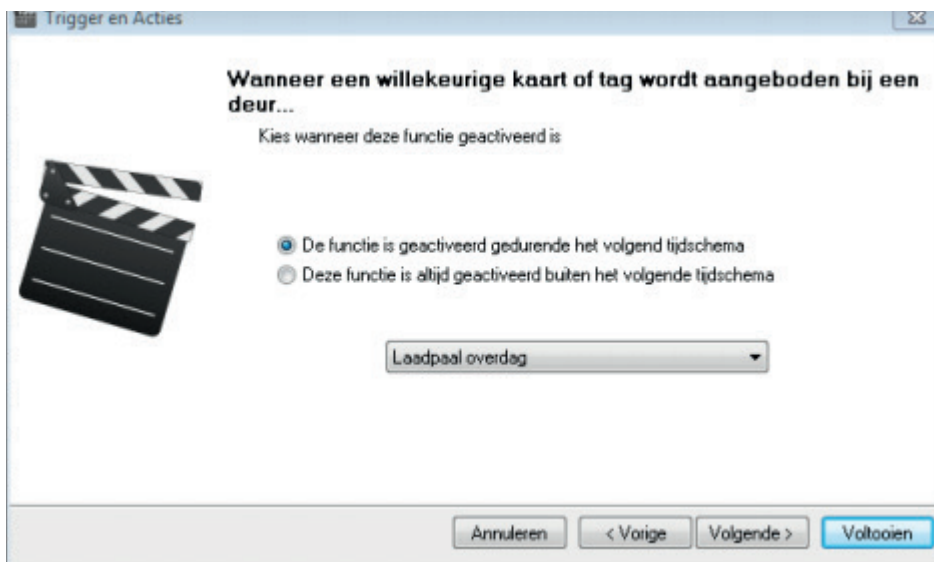 Trigger en Acties
Wanneer een willekeurige kaart of tag wordt aangeboden bij een
deur...
Kies wanneer deze functie geactiveerd is
De functie is geactiveerd gedurende het volgend tijdschema
Deze functie is altijd geactiveerd buiten het volgende tijdschema
Laadpaal overdag
Annuleren
< Vorige
Volgende >
Voltooien